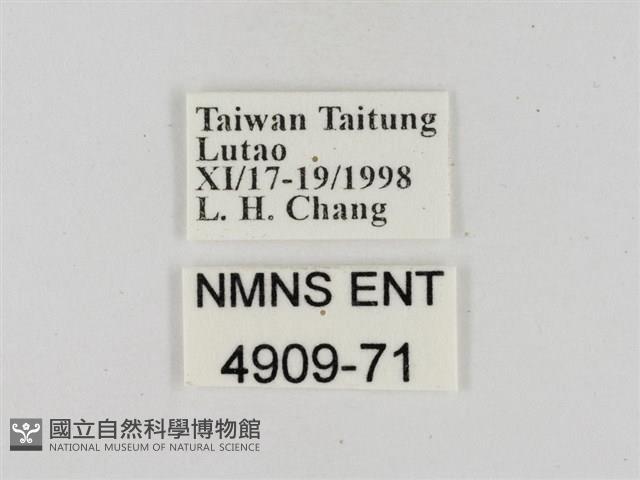 Taiwan Taitung
Lutao
XI/17-19/1998
L. H. Chang
NMNS ENT
4909-71
國立自然科學博物館
NATIONAL MUSEUM OF NATURAL SCIENCE